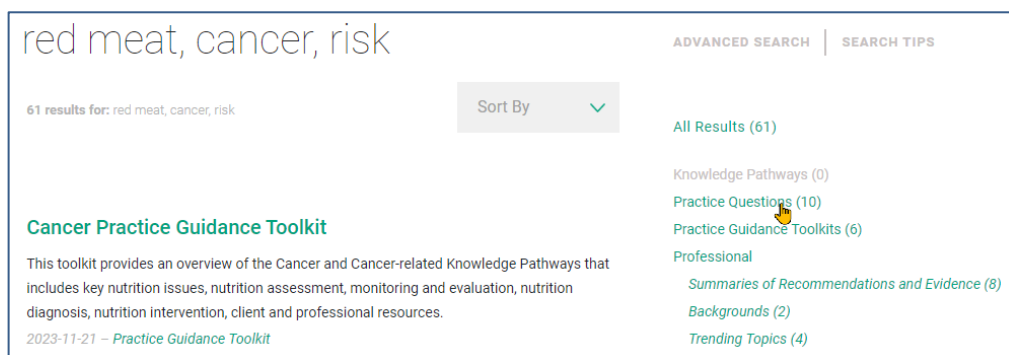 red meat, cancer, risk
ADVANCED SEARCH | SEARCH TIPS
61 results for: red meat, cancer, risk
Sort By
All Results (61)
Knowledge Pathways (0)
Practice Questions (10)
Practice Guidance Toolkits (6)
Professional
Summaries of Recommendations and Evidence (8)
Backgrounds (2)
Trending Topics (4)
Cancer Practice Guidance Toolkit
This toolkit provides an overview of the Cancer and Cancer-related Knowledge Pathways that
includes key nutrition issues, nutrition assessment, monitoring and evaluation, nutrition
diagnosis, nutrition intervention, client and professional resources.
2023-11-21 – Practice Guidance Toolkit